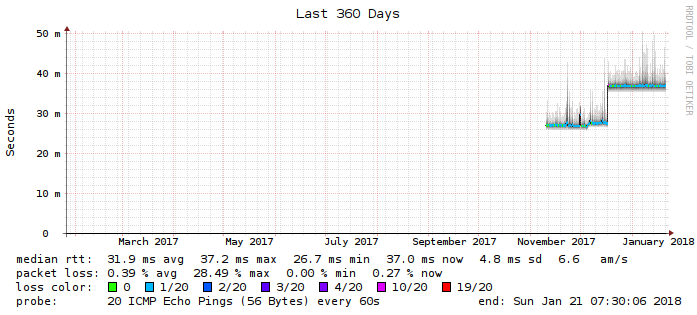 Last 360 Days
RRDTOOL / TOBI OETIKER
Seconds
50 m
40 m
30 m
20 m
10 m
0
March 2017 May 2017 July 2017 September 2017 November 2017 January 2018
median rtt: 31.9 ms avg 37.2 ms max 26.7 ms min 37.0 ms now 4.8 ms sd 6.6 am/s
packet loss: 0.39 % avg 28.49 % max 0.00 % min 0.27 % now
loss color: 0 1/20 2/20 3/20 4/20 10/20 19/20
probe: 20 ICMP Echo Pings (56 Bytes) every 60s end: Sun Jan 21 07:30:06 2018